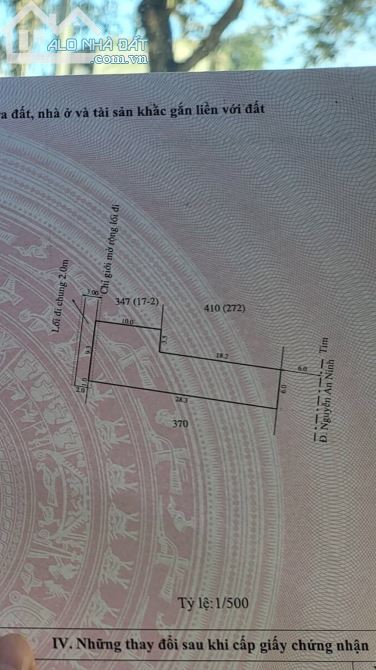 ALO NHÀ ĐẤT
.com.vn
a đất, nhà ở và tài sản khác gắn liền với đất
Lối đi chung 2.0m
Chỉ giới mở rộng lối đi
3.00
347 (17-2)
410 (272)
10.0
3.5
9.3
18.2
6.0
Tim
Đ. Nguyễn An Ninh
2.0
1.0
28.3
6.0
370
Tỷ lệ:1/500
IV. Những thay đổi sau khi cấp giấy chứng nhận